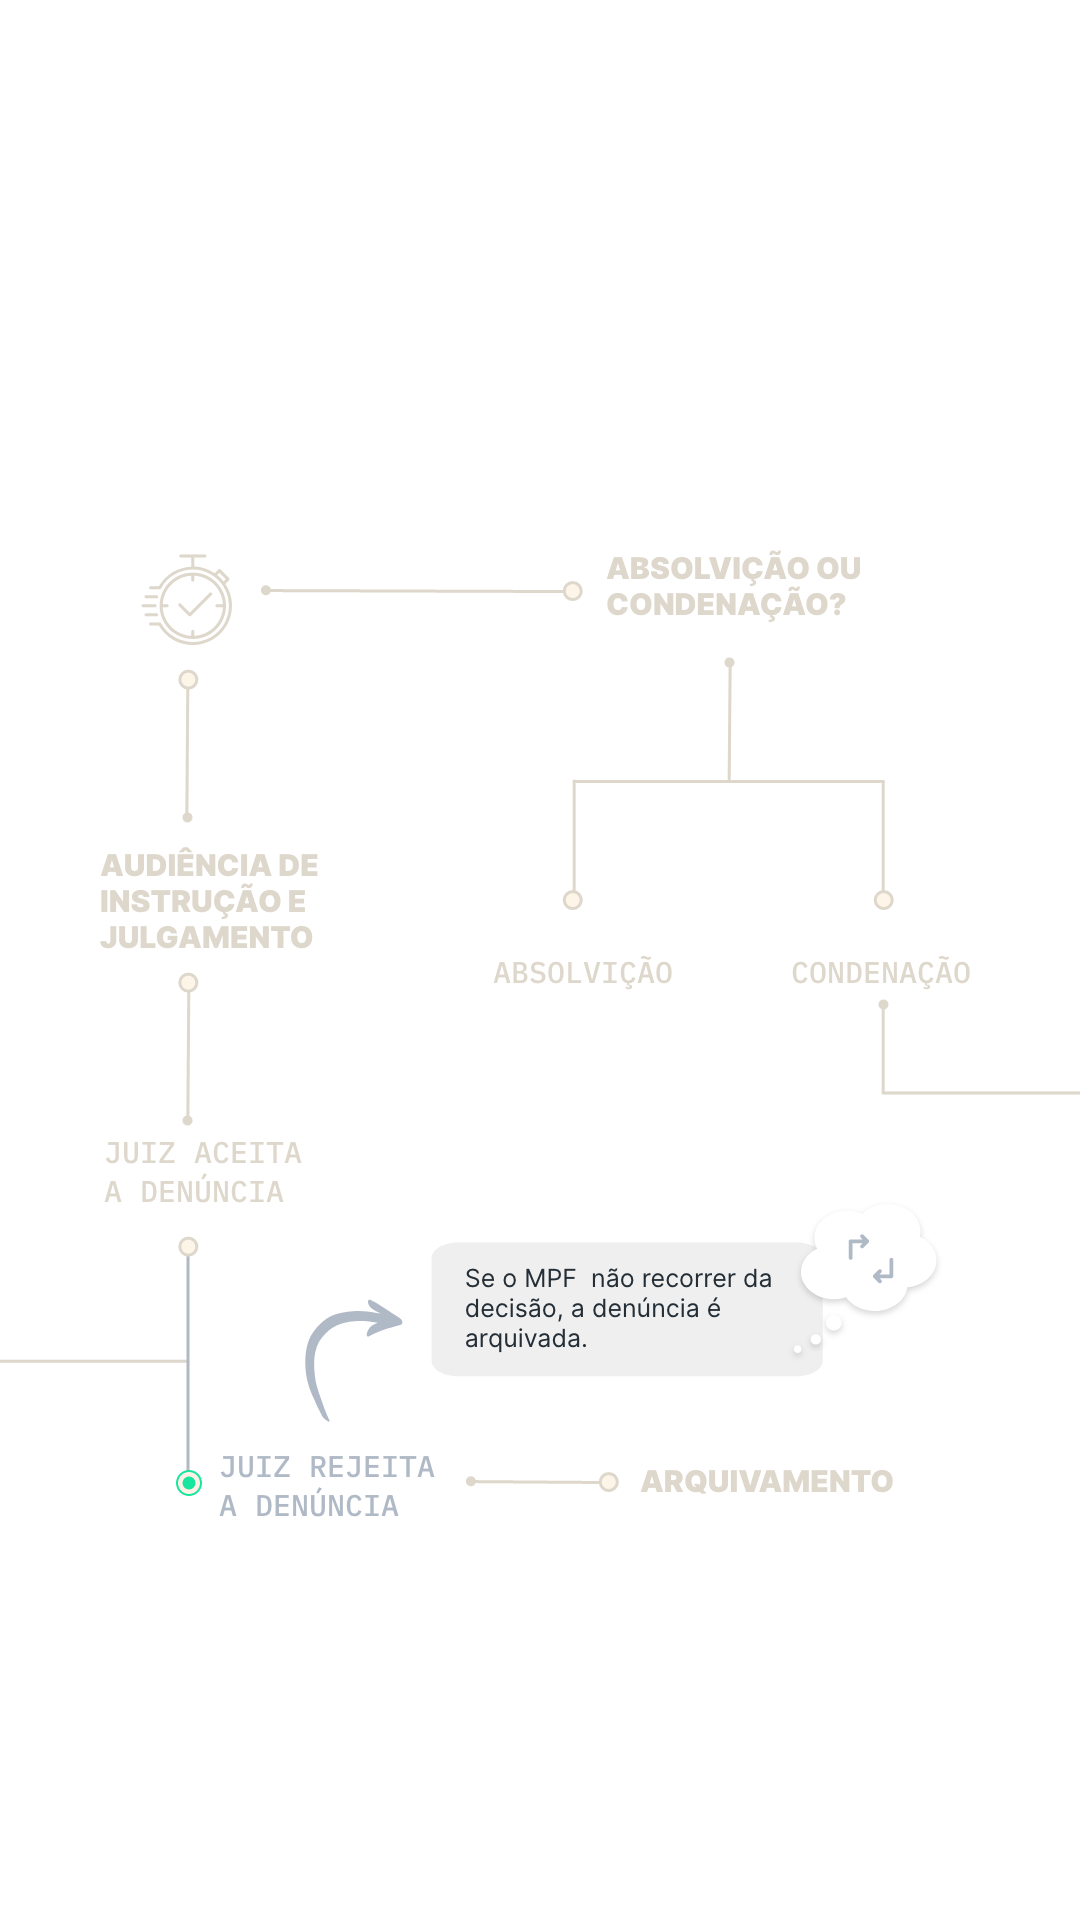 ABSOLVIÇÃO OU
CONDENAÇÃO?
AUDIÊNCIA DE
INSTRUÇÃO E
JULGAMENTO
ABSOLVIÇÃO
CONDENAÇÃO
JUIZ ACEITA
A DENÚNCIA
Se o MPF  não recorrer da
decisão, a denúncia é
arquivada.
JUIZ REJEITA
A DENÚNCIA
ARQUIVAMENTO